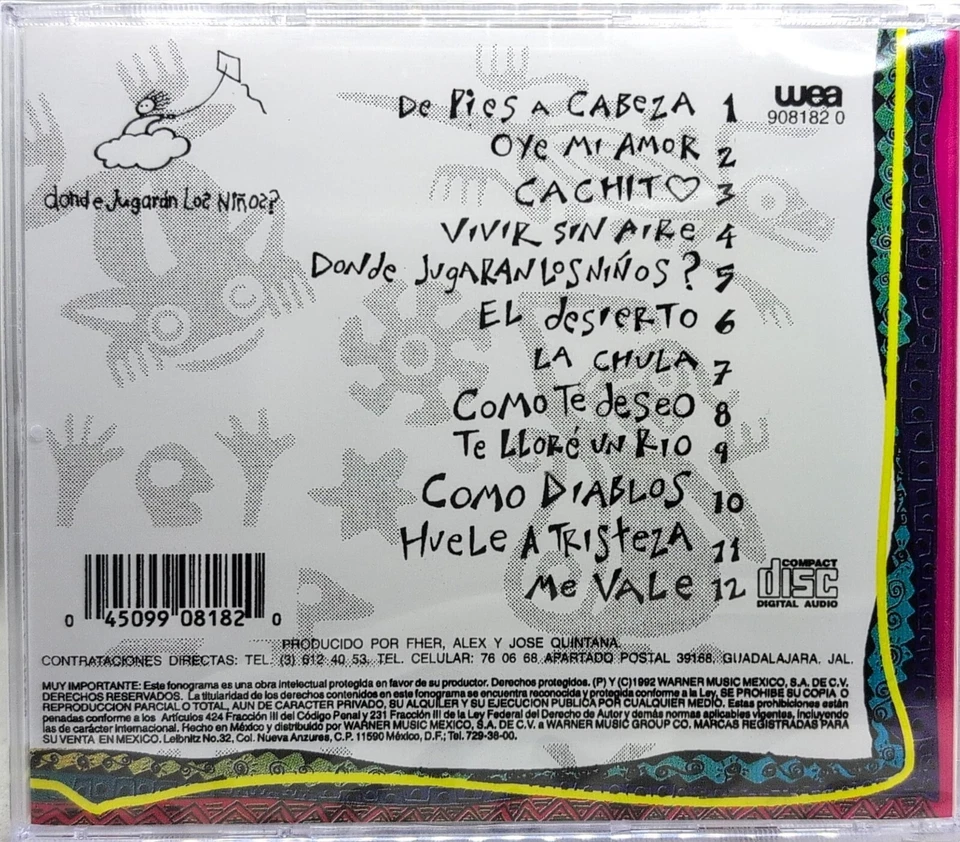 De Pies a Cabeza 1
Oye Mi Amor 2
Cachit♡ 3
Vivir Sin Aire 4
Donde Jugaran Los Niños? 5
El Desierto 6
La Chula 7
Como Te Deseo 8
Te Lloré Un Rio 9
Como Diablos 10
Huele A Tristeza 11
Me Vale 12
wea
908182 0
donde Jugarán Los Niños?
COMPACT
disc
DIGITAL AUDIO
0 45099 08182 0
PRODUCIDO POR FHER, ALEX Y JOSE QUINTANA.
CONTRATACIONES DIRECTAS: TEL: (3) 612 40 53. TEL. CELULAR: 76 06 68. APARTADO POSTAL 39168. GUADALAJARA. JAL.
MUY IMPORTANTE: Este fonograma es una obra intelectual protegida en favor de su productor. Derechos protegidos. (P) Y (C)1992 WARNER MUSIC MEXICO, S.A. DE C.V.
DERECHOS RESERVADOS. La titularidad de los derechos contenidos en este fonograma se encuentra reconocida y protegida conforme a la Ley. SE PROHIBE SU COPIA O
REPRODUCCION PARCIAL O TOTAL, AUN DE CARACTER PRIVADO, SU ALQUILER Y SU EJECUCION PUBLICA POR CUALQUIER MEDIO. Estas prohibiciones están
penadas conforme a los Artículos 424 Fracción III del Código Penal y 231 Fracción III de la Ley Federal del Derecho de Autor y demás normas aplicables vigentes, incluyendo
las de carácter internacional. Hecho en México y distribuido por WARNER MUSIC MEXICO, S.A. DE C.V. a WARNER MUSIC GROUP CO. MARCAS REGISTRADAS PARA
SU VENTA EN MEXICO. Leibnitz No.32, Col. Nueva Anzures, C.P. 11590 México, D.F.; Tel. 729-36-00.